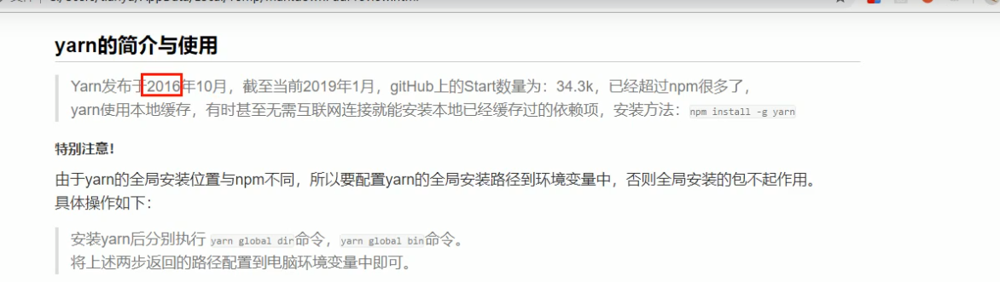 yarn的简介与使用
Yarn发布于2016年10月，截至当前2019年1月，gitHub上的Start数量为：34.3k，已经超过npm很多了，
yarn使用本地缓存，有时甚至无需互联网连接就能安装本地已经缓存过的依赖项，安装方法：npm install -g yarn
特别注意！
由于yarn的全局安装位置与npm不同，所以要配置yarn的全局安装路径到环境变量中，否则全局安装的包不起作用。
具体操作如下：
安装yarn后分别执行 yarn global dir命令，yarn global bin命令。
将上述两步返回的路径配置到电脑环境变量中即可。